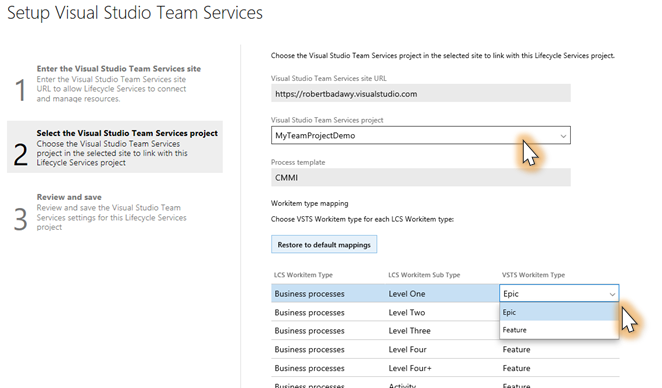 Setup Visual Studio Team Services
1
Enter the Visual Studio Team Services site
Enter the Visual Studio Team Services site
URL to allow Lifecycle Services to connect
and manage resources.
2
Select the Visual Studio Team Services project
Choose the Visual Studio Team Services
project in the selected site to link with this
Lifecycle Services project
3
Review and save
Review and save the Visual Studio Team
Services settings for this Lifecycle Services
project
Choose the Visual Studio Team Services project in the selected site to link with this Lifecycle Services project.
Visual Studio Team Services site URL
https://robertbadawy.visualstudio.com
Visual Studio Team Services project
MyTeamProjectDemo
Process template
CMMI
Workitem type mapping
Choose VSTS Workitem type for each LCS Workitem type:
Restore to default mappings
LCS Workitem Type LCS Workitem Sub Type VSTS Workitem Type
Business processes Level One Epic
Epic
Business processes Level Two
Feature
Business processes Level Three
Business processes Level Four Feature
Business processes Level Four+ Feature
Business processes Activity Feature